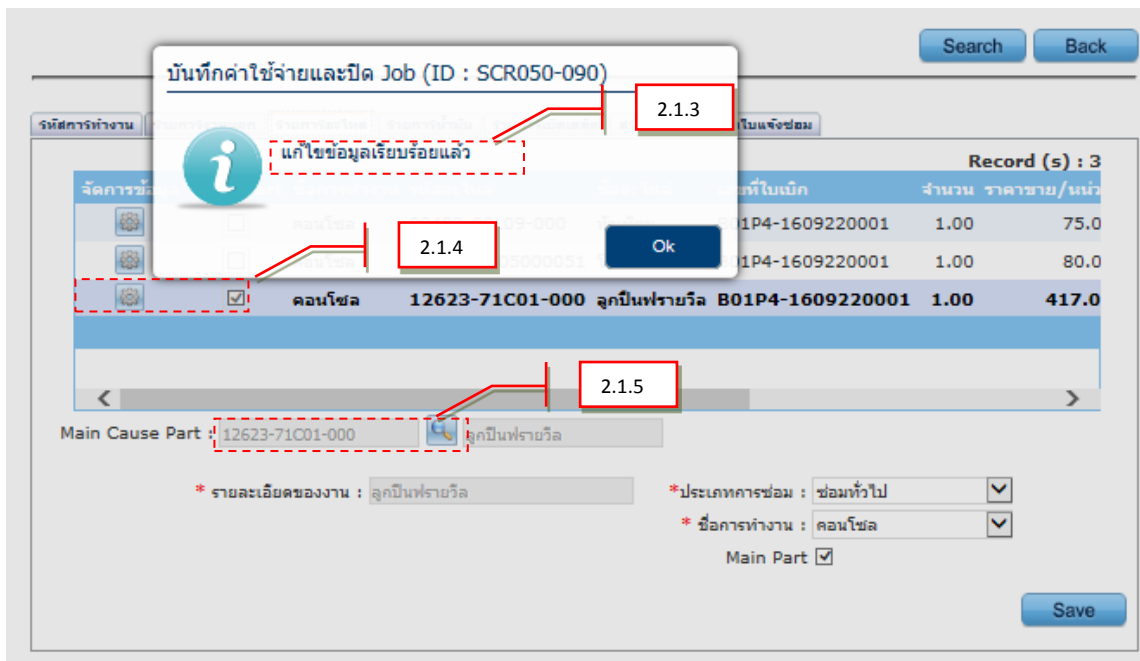 Search Back
บันทึกค่าใช้จ่ายและปิด Job (ID : SCR050-090)
2.1.3
รหัสการทำงาน ใบแจ้งซ่อม
แก้ไขข้อมูลเรียบร้อยแล้ว
Record (s) : 3
จัดการข้อ ที่ใบเบิก จำนวน ราคาขาย/หน่ว
คอนโซล 01P4-1609220001 1.00 75.0
2.1.4
Ok
01P4-1609220001 1.00 80.0
คอนโซล 12623-71C01-000 ลูกปืนฟรายวีล B01P4-1609220001 1.00 417.0
2.1.5
Main Cause Part : 12623-71C01-000 ลูกปืนฟรายวีล
* รายละเอียดของงาน : ลูกปืนฟรายวีล *ประเภทการซ่อม : ซ่อมทั่วไป
* ชื่อการทำงาน : คอนโซล
Main Part
Save